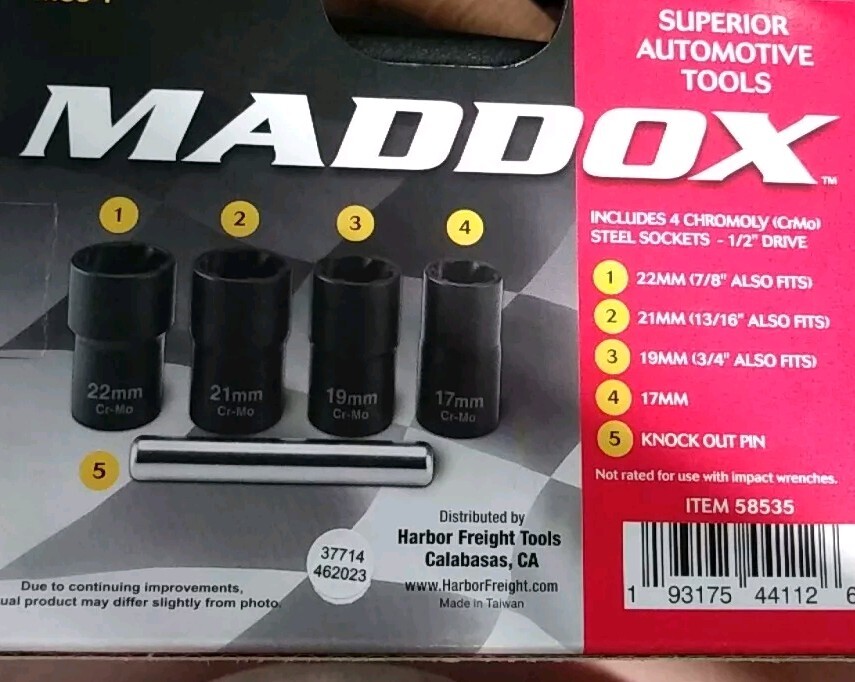 SUPERIOR
AUTOMOTIVE
TOOLS
MADDOX™
1
2
3
4
22mm
Cr-Mo
21mm
Cr-Mo
19mm
Cr-Mo
17mm
Cr-Mo
5
INCLUDES 4 CHROMOLY (CrMo)
STEEL SOCKETS - 1/2" DRIVE
1 22MM (7/8" ALSO FITS)
2 21MM (13/16" ALSO FITS)
3 19MM (3/4" ALSO FITS)
4 17MM
5 KNOCK OUT PIN
Not rated for use with impact wrenches.
ITEM 58535
1 93175 44112 6
Distributed by
Harbor Freight Tools
Calabasas, CA
www.HarborFreight.com
Made in Taiwan
37714
462023
Due to continuing improvements,
ual product may differ slightly from photo.